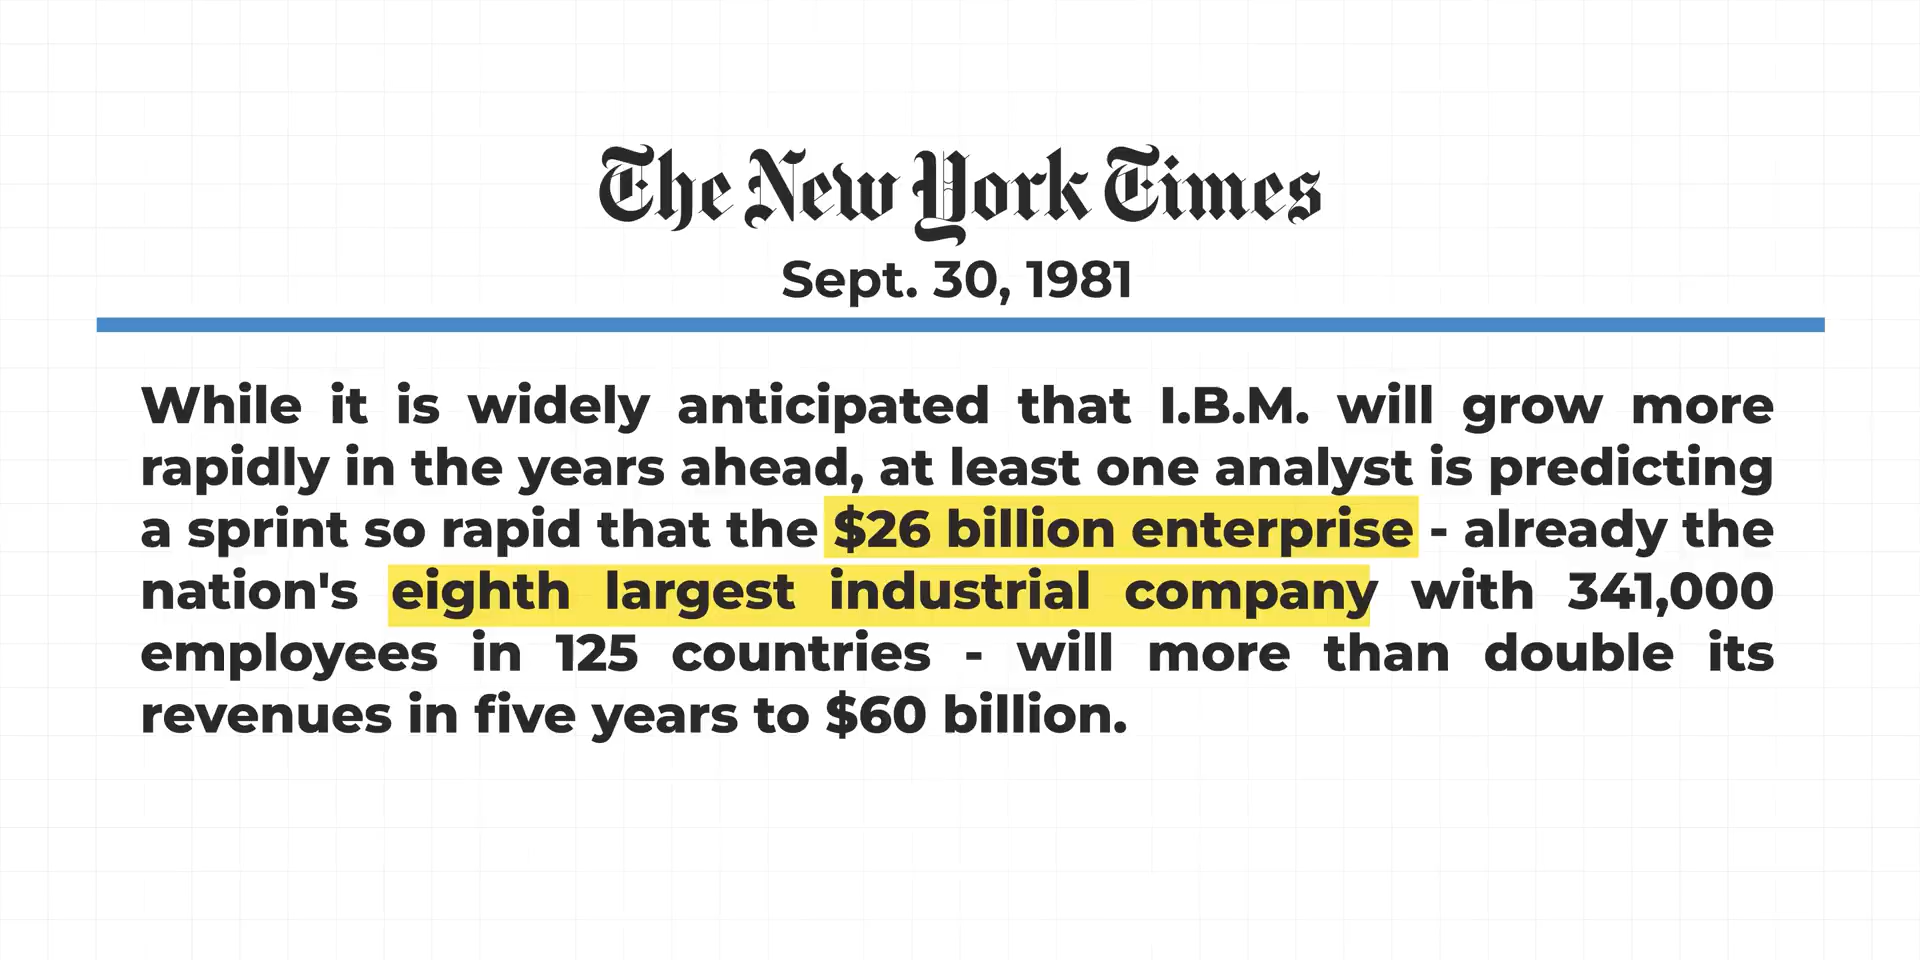 The New York Times
Sept. 30, 1981
While it is widely anticipated that I.B.M. will grow more
rapidly in the years ahead, at least one analyst is predicting
a sprint so rapid that the $26 billion enterprise - already the
nation's eighth largest industrial company with 341,000
employees in 125 countries - will more than double its
revenues in five years to $60 billion.